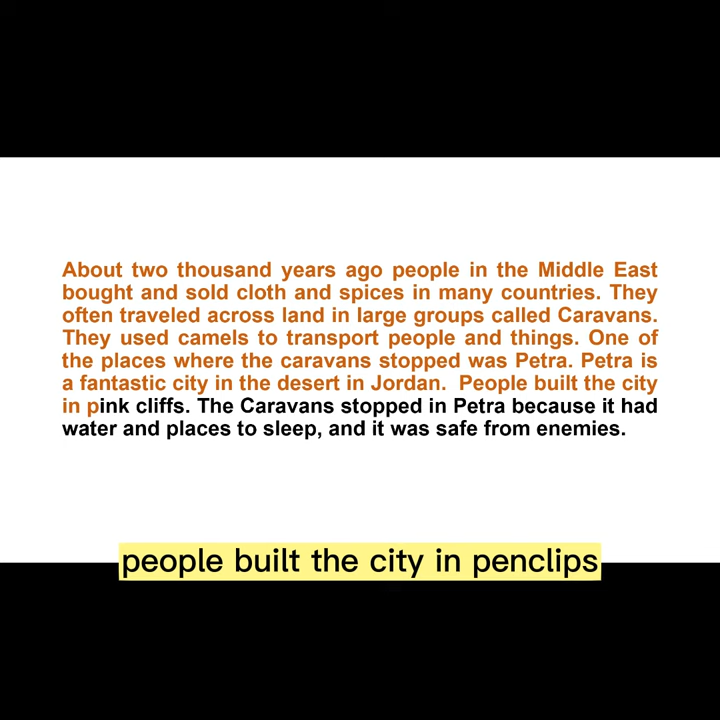 About two thousand years ago people in the Middle East
bought and sold cloth and spices in many countries. They
often traveled across land in large groups called Caravans.
They used camels to transport people and things. One of
the places where the caravans stopped was Petra. Petra is
a fantastic city in the desert in Jordan. People built the city
in pink cliffs. The Caravans stopped in Petra because it had
water and places to sleep, and it was safe from enemies.
people built the city in penclips